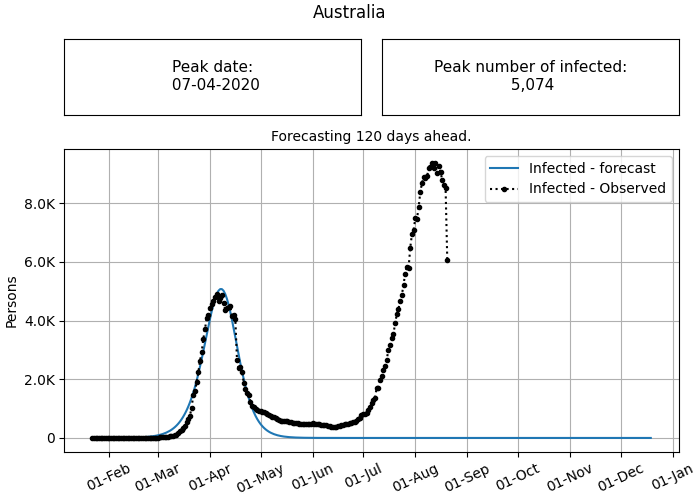 Australia
Peak date:
07-04-2020
Peak number of infected:
5,074
Forecasting 120 days ahead.
Infected - forecast
Infected - Observed
8.0K
6.0K
4.0K
2.0K
0
Persons
01-Feb
01-Mar
01-Apr
01-May
01-Jun
01-Jul
01-Aug
01-Sep
01-Oct
01-Nov
01-Dec
01-Jan